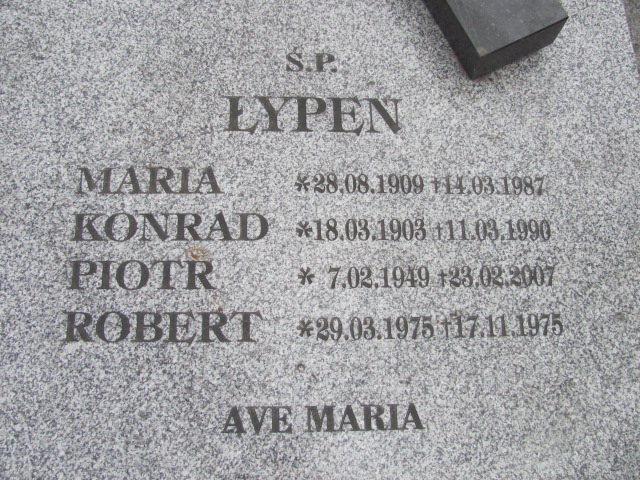 Ś.P.
ŁYPEN
MARIA *28.08.1909 †14.03.1987
KONRAD *18.03.1903 †11.03.1990
PIOTR * 7.02.1949 †23.02.2007
ROBERT *29.03.1975 †17.11.1975
AVE MARIA